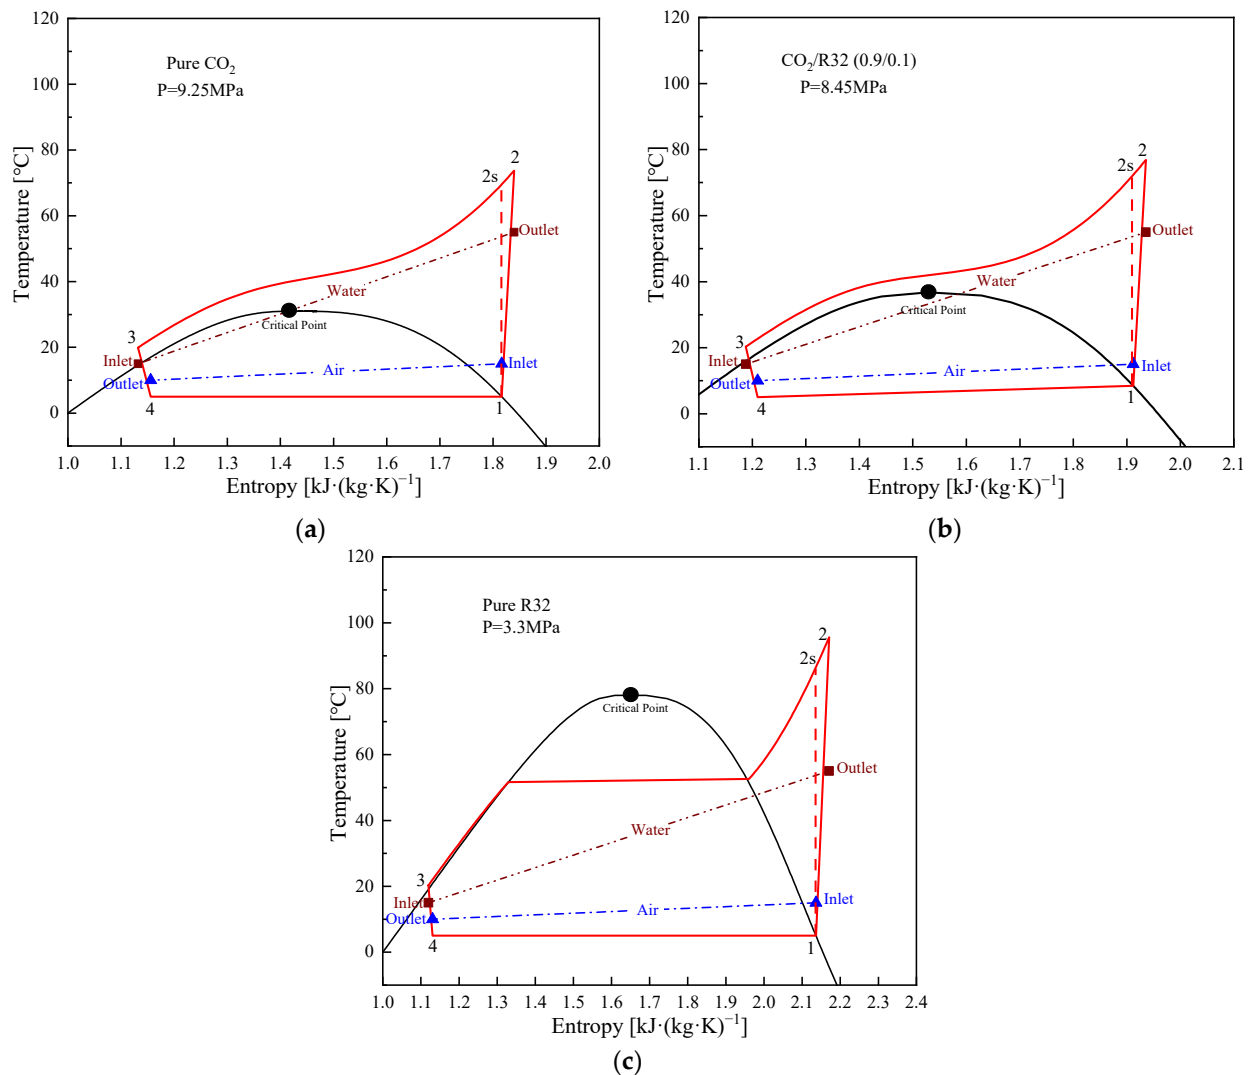 Pure CO₂
P=9.25MPa
Temperature [°C]
120
100
80
60
40
20
0
2
2s
Outlet
Water
Critical Point
3
Inlet
Outlet
Air
Inlet
4
1
1.0 1.1 1.2 1.3 1.4 1.5 1.6 1.7 1.8 1.9 2.0
Entropy [kJ·(kg·K)⁻¹]
(a)
CO₂/R32 (0.9/0.1)
P=8.45MPa
Temperature [°C]
120
100
80
60
40
20
0
2
2s
Outlet
Water
Critical Point
3
Inlet
Outlet
Air
Inlet
4
1
1.1 1.2 1.3 1.4 1.5 1.6 1.7 1.8 1.9 2.0 2.1
Entropy [kJ·(kg·K)⁻¹]
(b)
Pure R32
P=3.3MPa
Temperature [°C]
120
100
80
60
40
20
0
2
2s
Critical Point
Outlet
Water
3
Inlet
Outlet
Air
Inlet
4
1
1.0 1.1 1.2 1.3 1.4 1.5 1.6 1.7 1.8 1.9 2.0 2.1 2.2 2.3 2.4
Entropy [kJ·(kg·K)⁻¹]
(c)